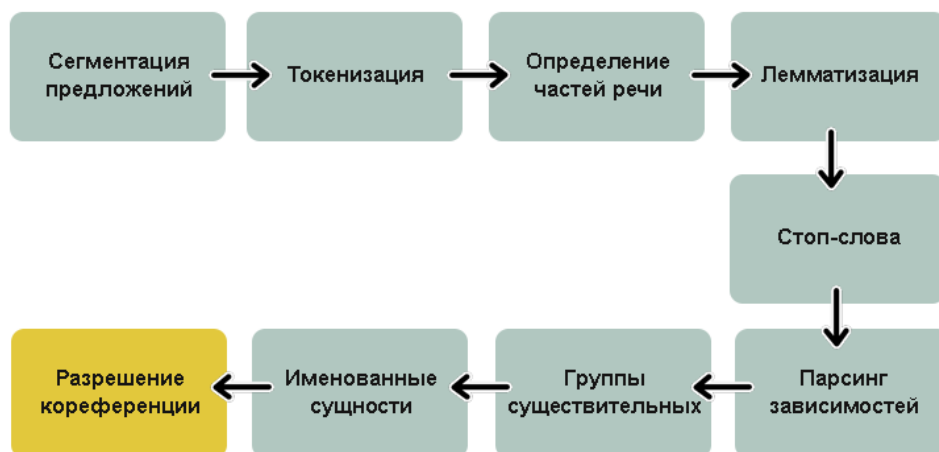 Сегментация
предложений
Токенизация
Определение
частей речи
Лемматизация
Стоп-слова
Парсинг
зависимостей
Группы
существительных
Именованные
сущности
Разрешение
кореференции